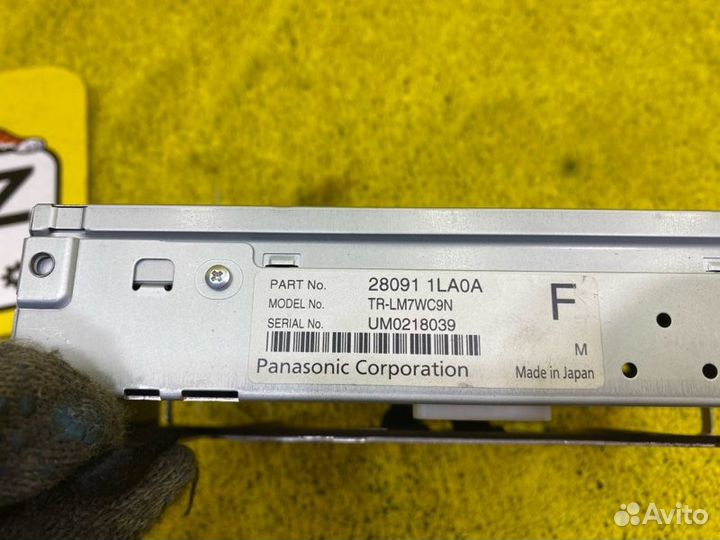 PART No. 28091 1LA0A
MODEL No. TR-LM7WC9N
SERIAL No. UM0218039
Panasonic Corporation
F
M
Made in Japan
Z
Avito